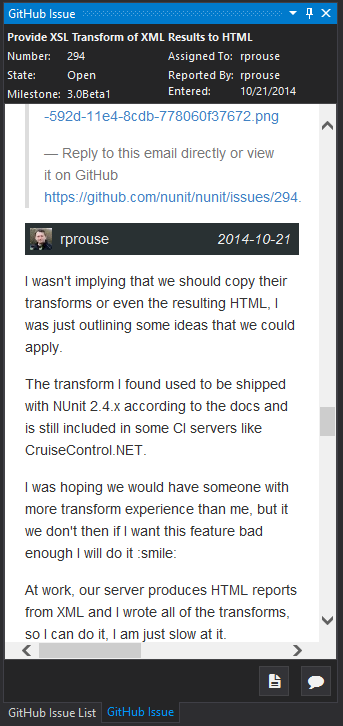 GitHub Issue
Provide XSL Transform of XML Results to HTML
Number: 294 Assigned To: rprouse
State: Open Reported By: rprouse
Milestone: 3.0Beta1 Entered: 10/21/2014
-592d-11e4-8cdb-778060f37672.png
— Reply to this email directly or view
it on GitHub
https://github.com/nunit/nunit/issues/294.
rprouse 2014-10-21
I wasn't implying that we should copy their
transforms or even the resulting HTML, I
was just outlining some ideas that we could
apply.
The transform I found used to be shipped
with NUnit 2.4.x according to the docs and
is still included in some CI servers like
CruiseControl.NET.
I was hoping we would have someone with
more transform experience than me, but it
we don't then if I want this feature bad
enough I will do it :smile:
At work, our server produces HTML reports
from XML and I wrote all of the transforms,
so I can do it, I am just slow at it.
GitHub Issue List GitHub Issue